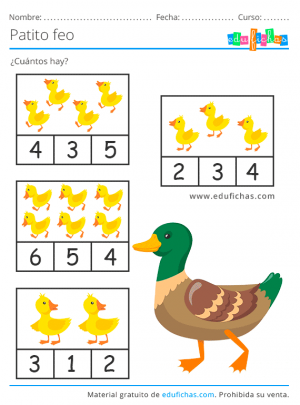 Nombre: .......................... Fecha: ................. Curso: ........
Patito feo
edufichas
¿Cuántos hay?
4 3 5
2 3 4
www.edufichas.com
6 5 4
3 1 2
Material gratuito de edufichas.com. Prohibida su venta.